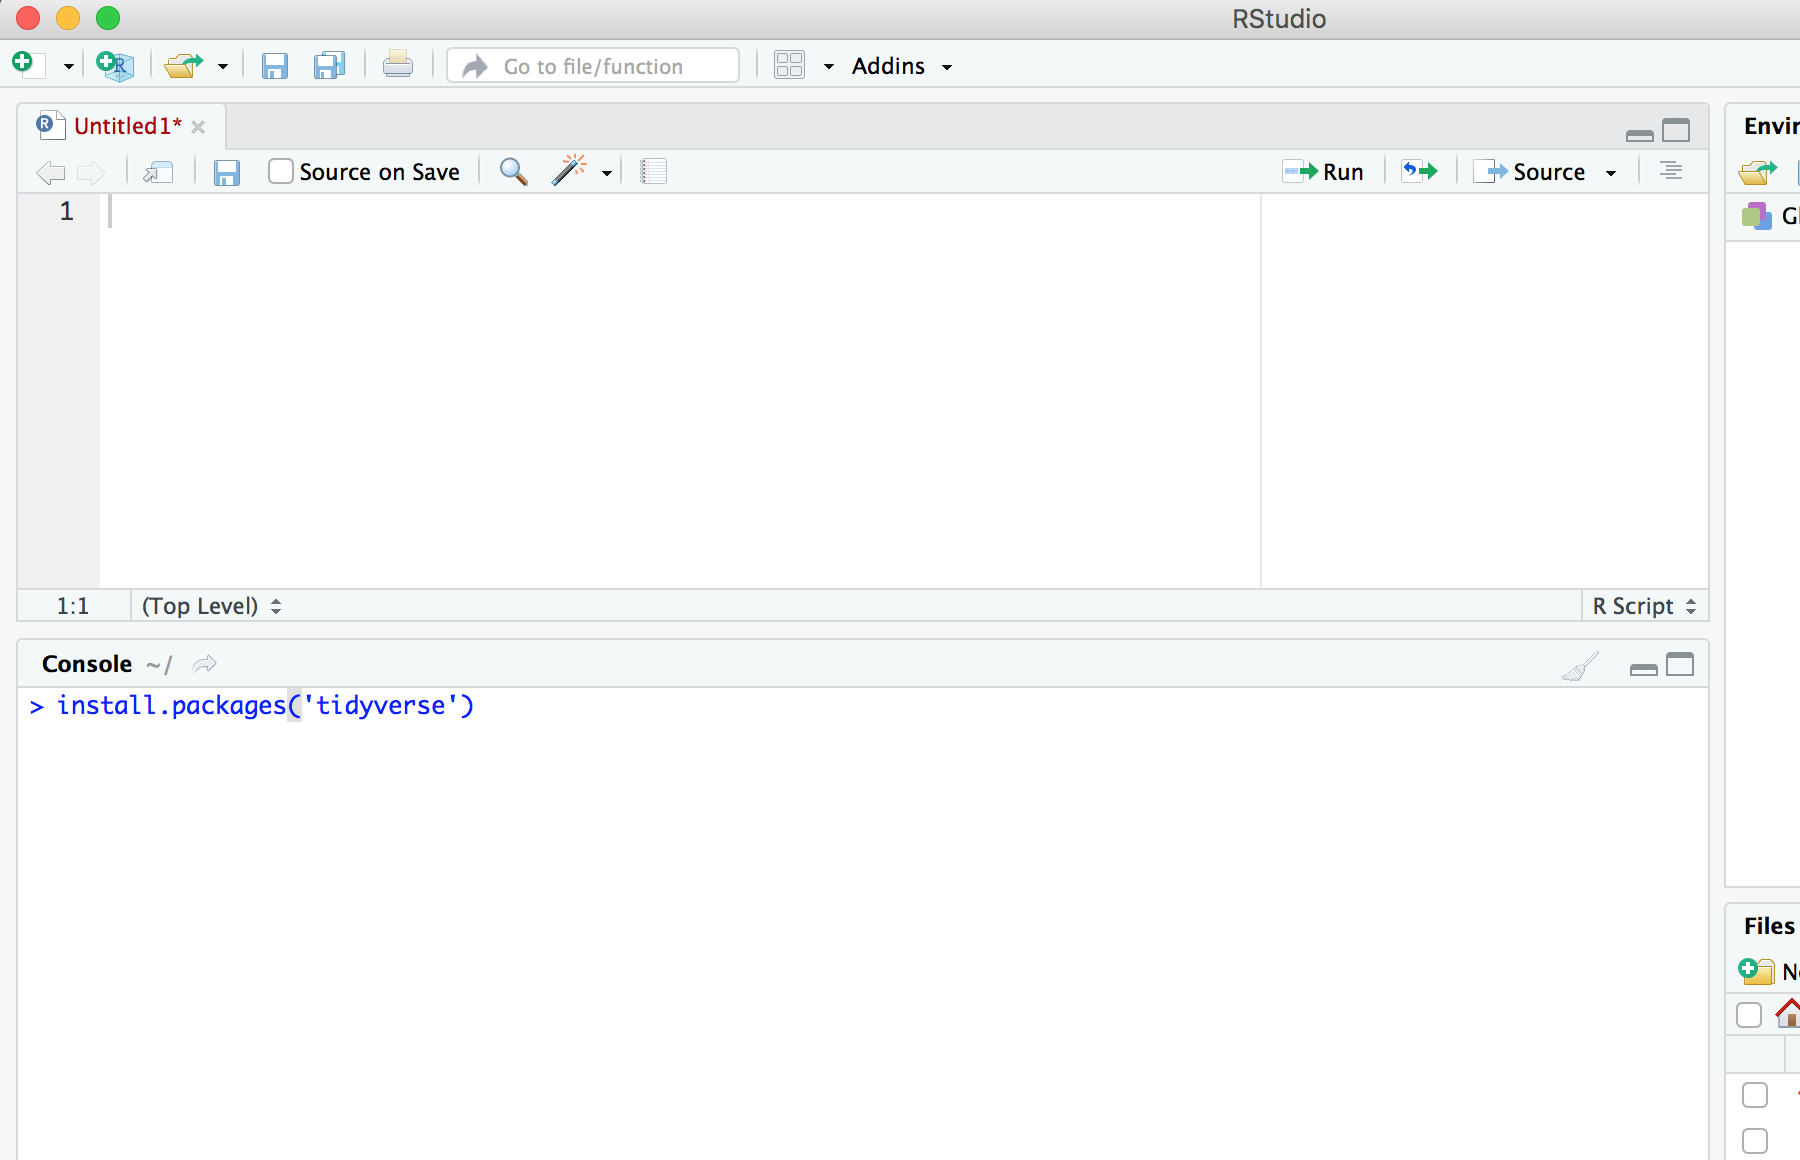 RStudio
Go to file/function
Addins
Untitled1*
Source on Save
Run
Source
1
1:1
(Top Level)
R Script
Console ~/
> install.packages('tidyverse')
Envir
Gl
Files